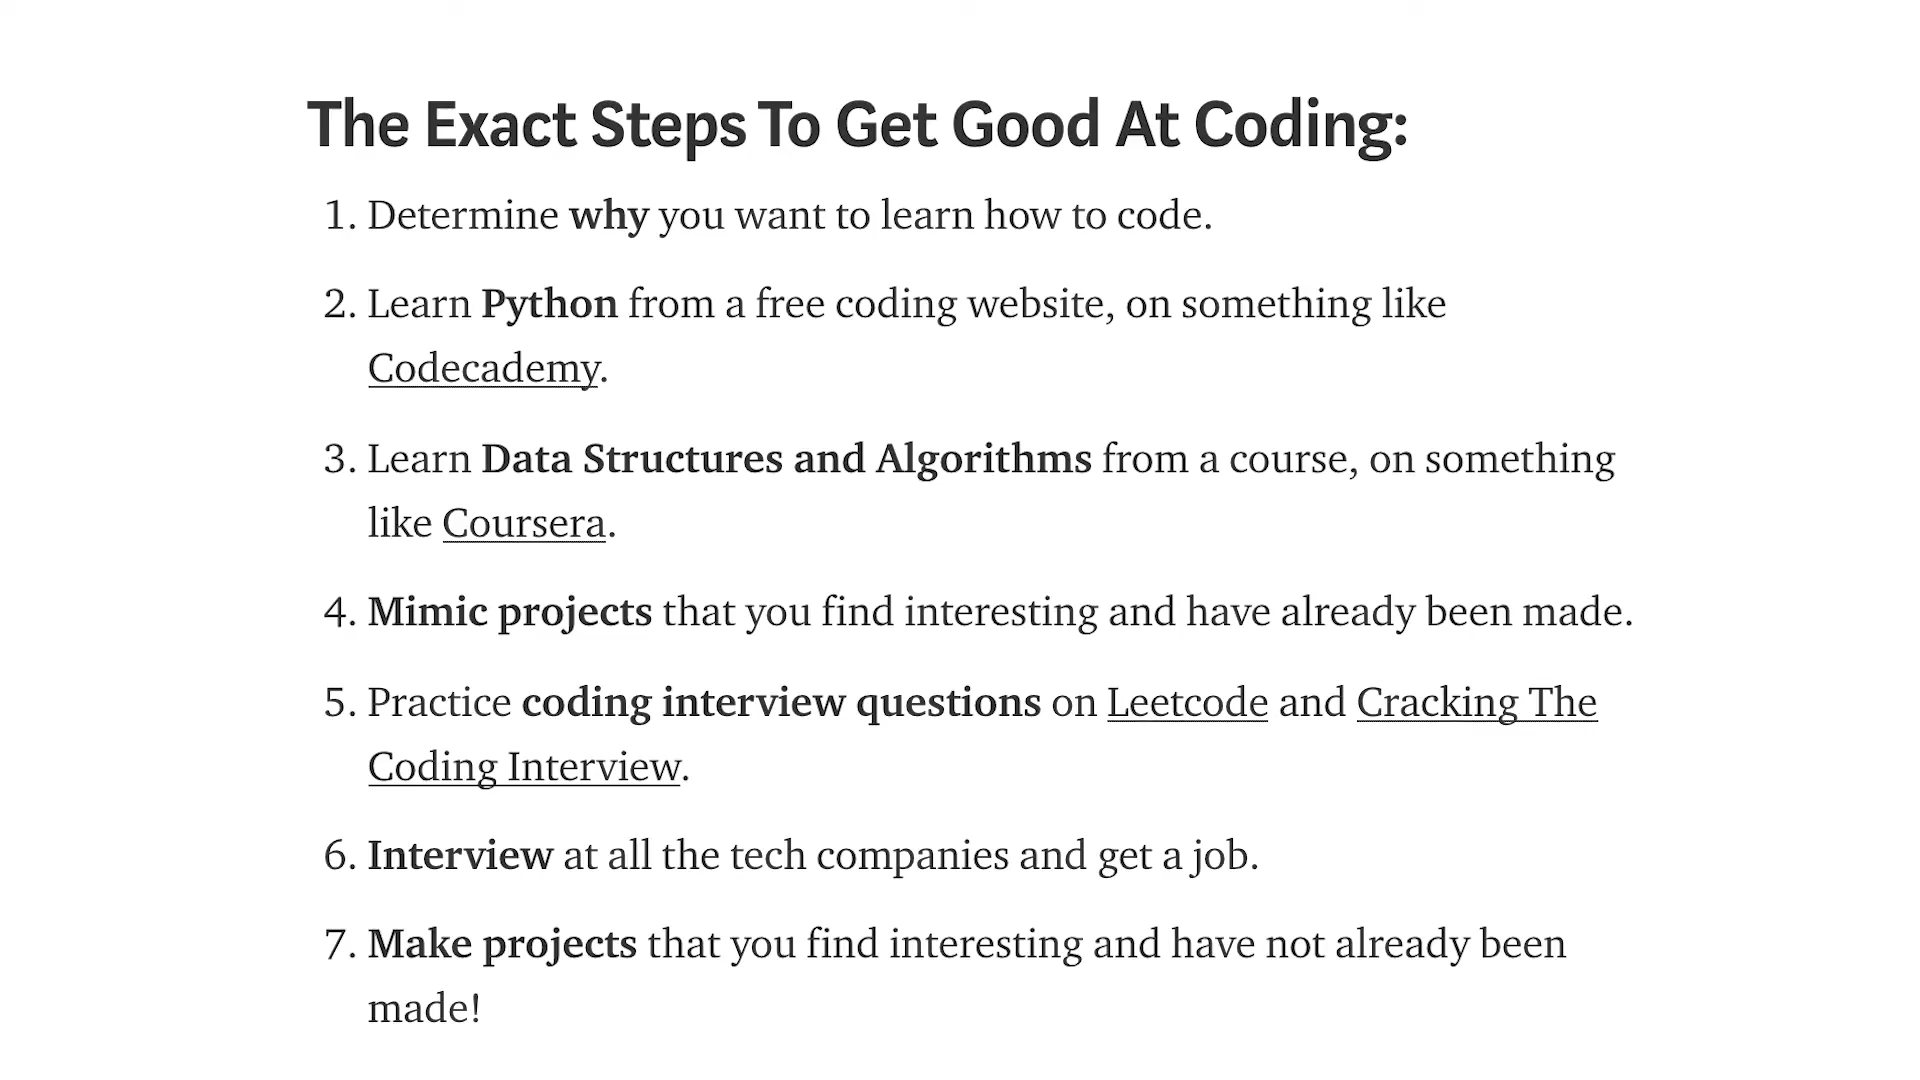 The Exact Steps To Get Good At Coding:
1. Determine why you want to learn how to code.
2. Learn Python from a free coding website, on something like
Codecademy.
3. Learn Data Structures and Algorithms from a course, on something
like Coursera.
4. Mimic projects that you find interesting and have already been made.
5. Practice coding interview questions on Leetcode and Cracking The
Coding Interview.
6. Interview at all the tech companies and get a job.
7. Make projects that you find interesting and have not already been
made!